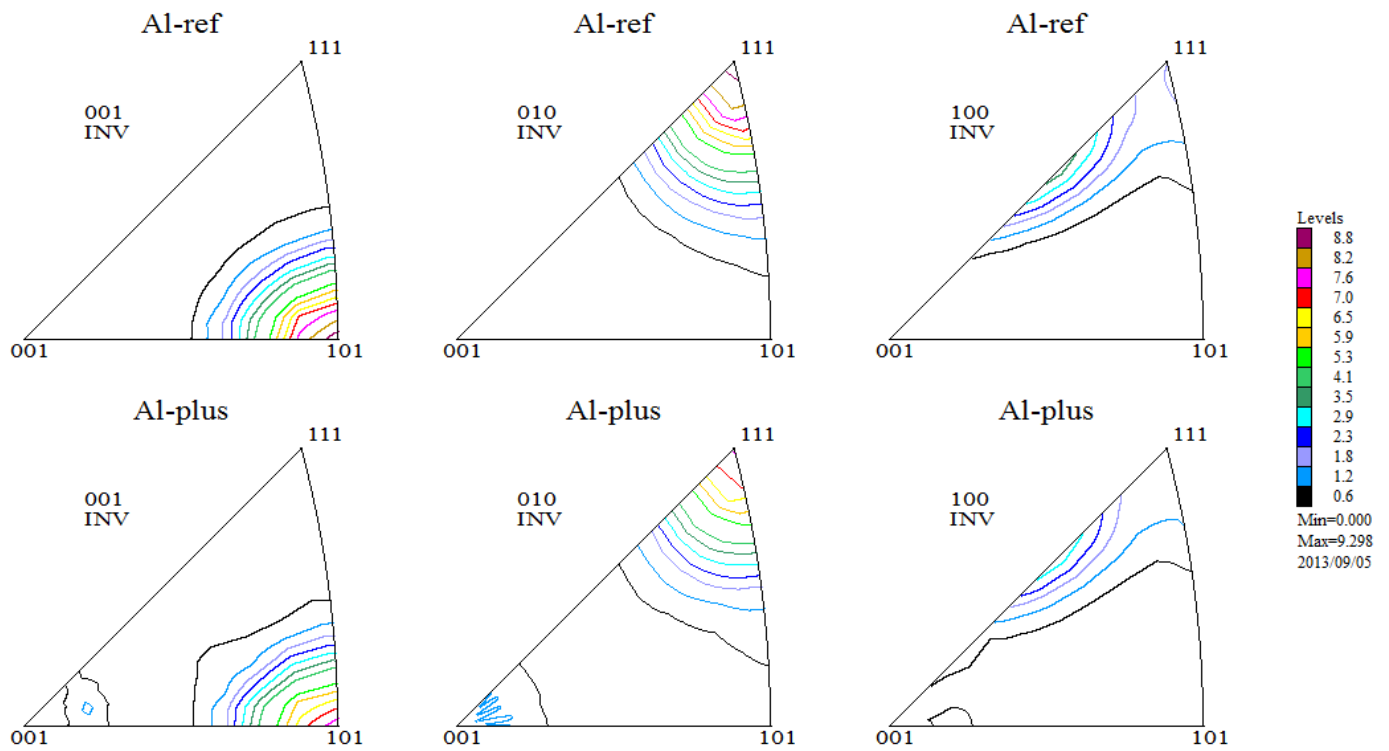 Al-ref
111
001
INV
001
101
Al-ref
111
010
INV
001
101
Al-ref
111
100
INV
001
101
Al-plus
111
001
INV
001
101
Al-plus
111
010
INV
001
101
Al-plus
111
100
INV
001
101
Levels
8.8
8.2
7.6
7.0
6.5
5.9
5.3
4.1
3.5
2.9
2.3
1.8
1.2
0.6
Min=0.000
Max=9.298
2013/09/05